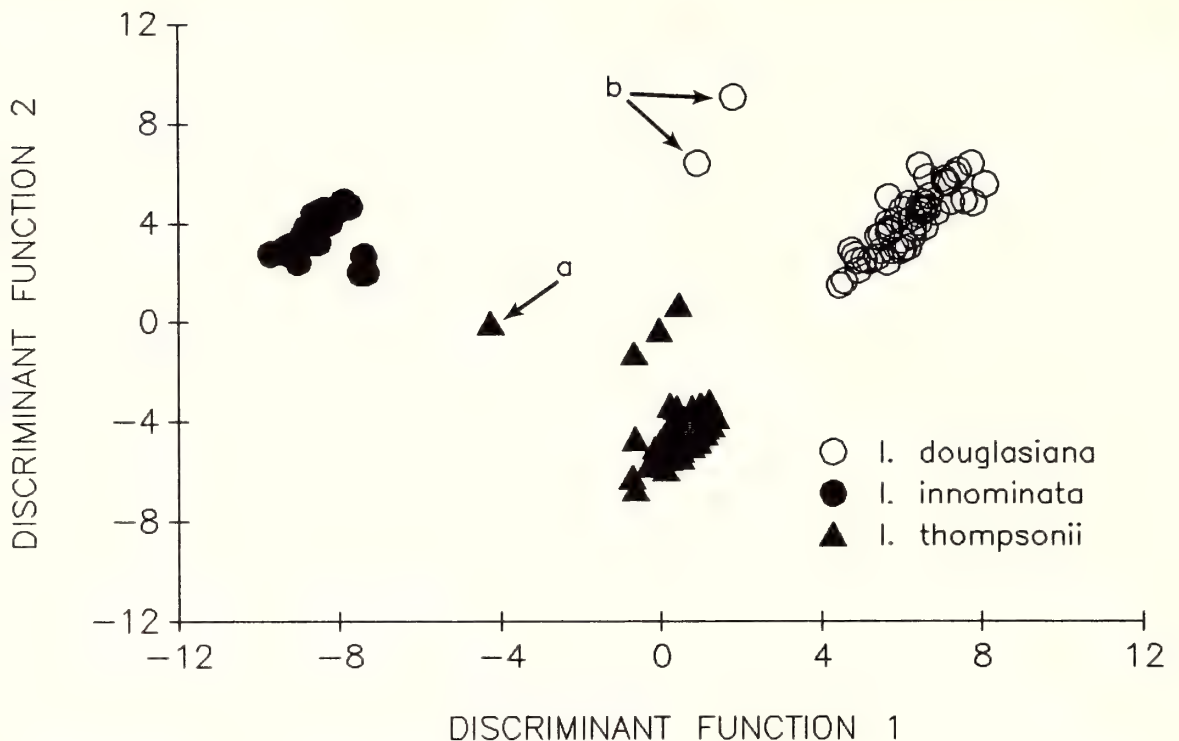 12
8
4
0
−4
−8
−12
DISCRIMINANT FUNCTION 2
b
a
I. douglasiana
I. innominata
I. thompsonii
−12 −8 −4 0 4 8 12
DISCRIMINANT FUNCTION 1